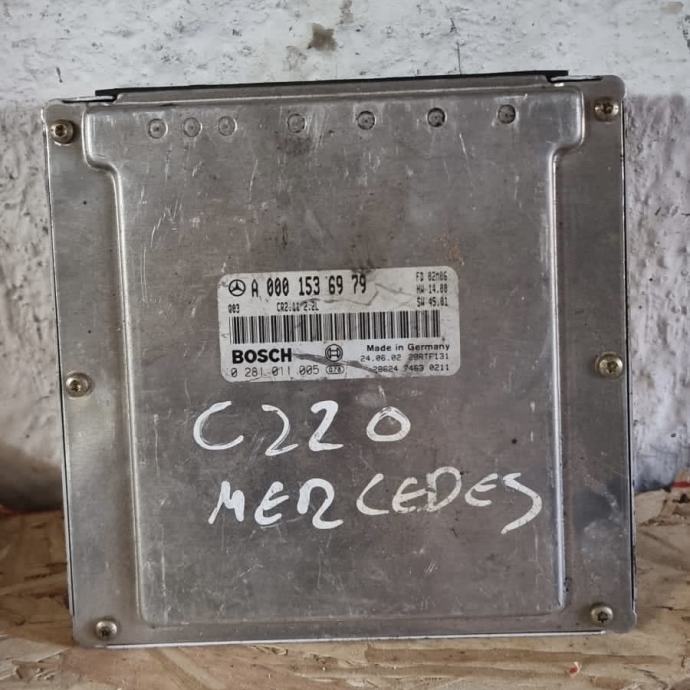 A 000 153 69 79
FD 02M06
HW 14.00
Q03 CR2.11 2.2L
SW 45.01
BOSCH
Made in Germany
24.06.02
0 281 011 005
0211
C220
MERCEDES